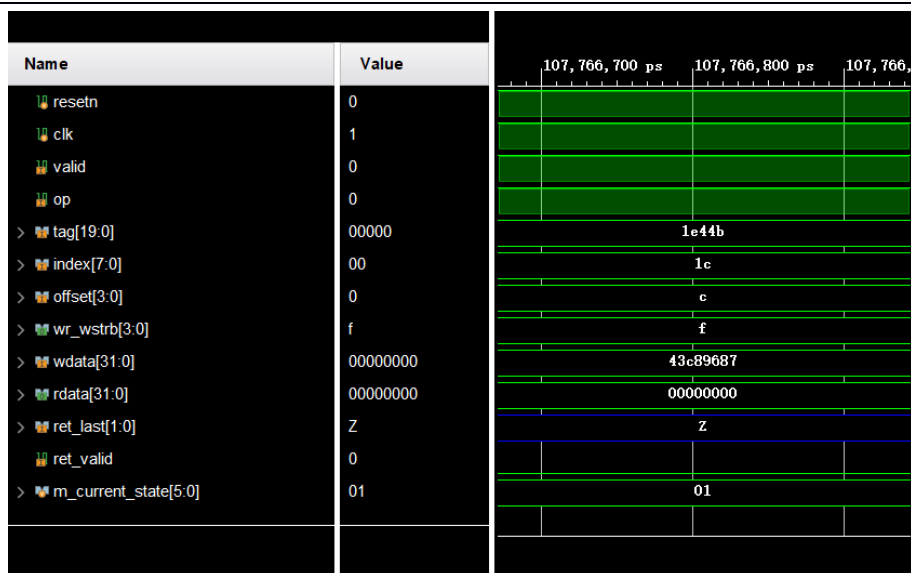 Name Value 107,766,700 ps 107,766,800 ps 107,766,
resetn 0
clk 1
valid 0
op 0
> tag[19:0] 00000 1e44b
> index[7:0] 00 1c
> offset[3:0] 0 c
> wr_wstrb[3:0] f f
> wdata[31:0] 00000000 43c89687
> rdata[31:0] 00000000 00000000
> ret_last[1:0] Z Z
ret_valid 0
> m_current_state[5:0] 01 01